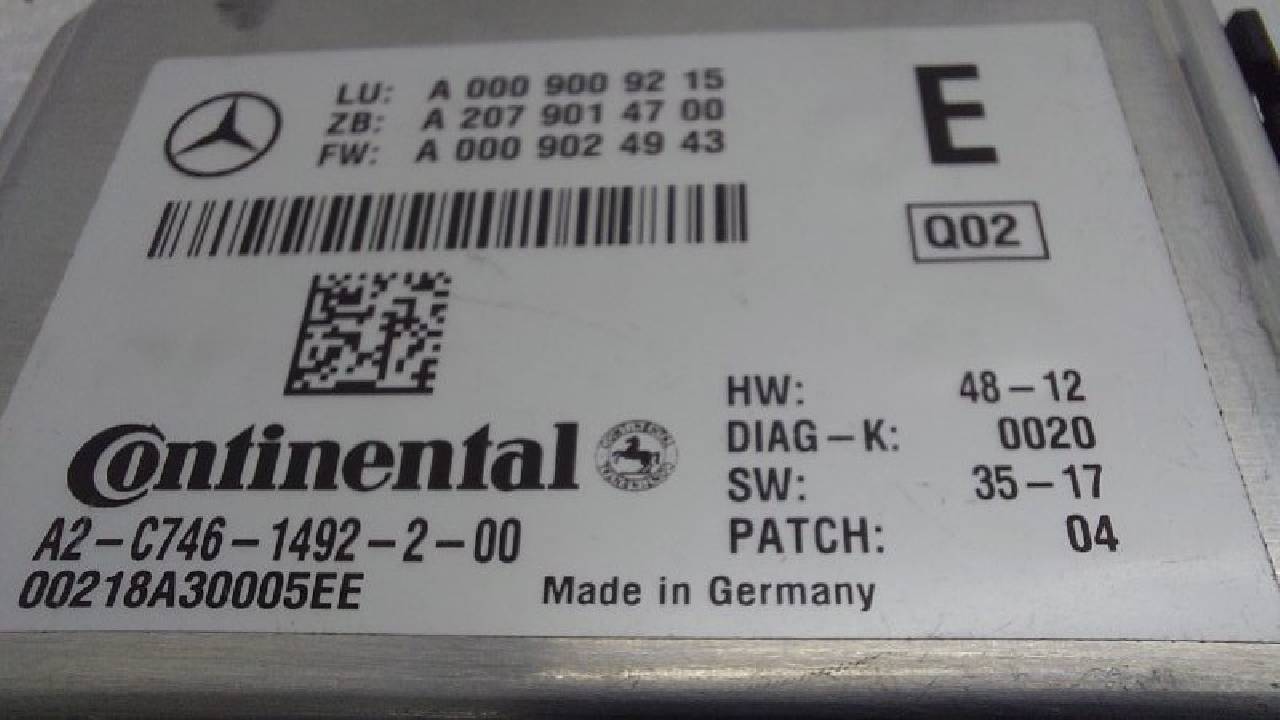 LU: A 000 900 92 15
ZB: A 207 901 47 00
FW: A 000 902 49 43
E
Q02
HW: 48-12
DIAG-K: 0020
SW: 35-17
PATCH: 04
Continental
CONTINENTAL
A2-C746-1492-2-00
00218A30005EE
Made in Germany